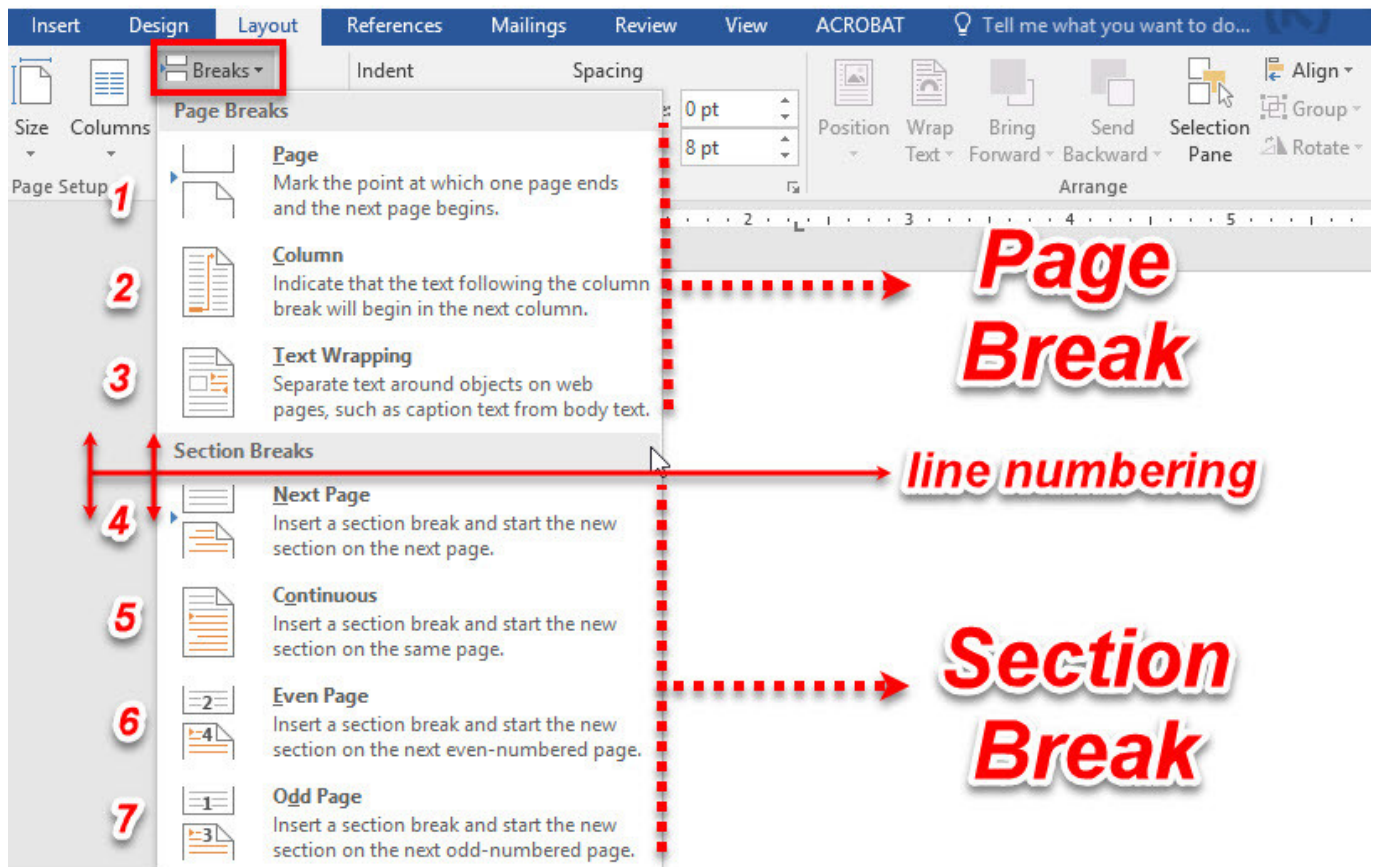 Insert Design Layout References Mailings Review View ACROBAT Tell me what you want to do...
Breaks Indent Spacing Align
Page Breaks 0 pt Group
Size Columns 8 pt Position Wrap Text Bring Forward Send Backward Selection Pane Rotate
Page Setup Arrange
2 3 4 5
1
Page
Mark the point at which one page ends
and the next page begins.
2
Column
Indicate that the text following the column
break will begin in the next column.
3
Text Wrapping
Separate text around objects on web
pages, such as caption text from body text.
Page
Break
Section Breaks
line numbering
4
Next Page
Insert a section break and start the new
section on the next page.
5
Continuous
Insert a section break and start the new
section on the same page.
6
2
4
Even Page
Insert a section break and start the new
section on the next even-numbered page.
7
1
3
Odd Page
Insert a section break and start the new
section on the next odd-numbered page.
Section
Break